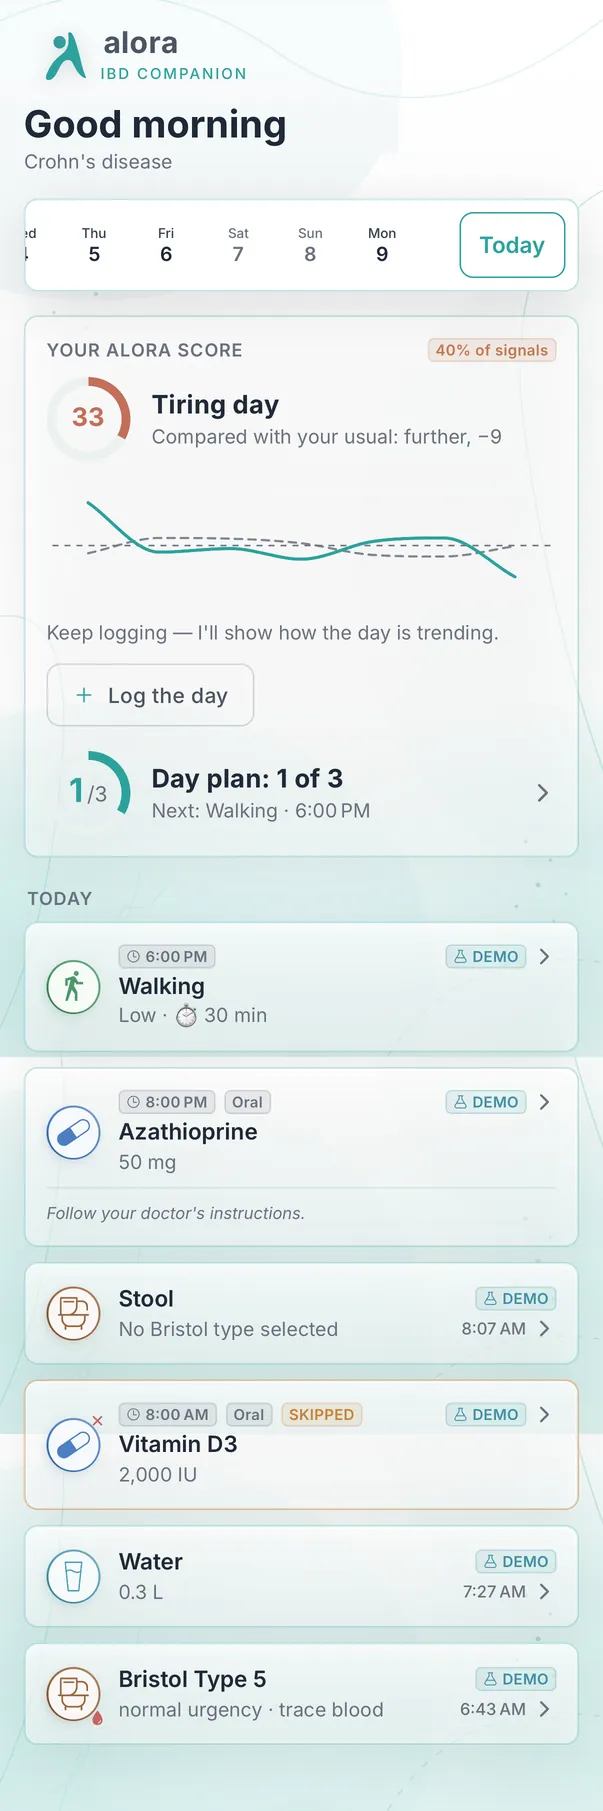 alora
IBD COMPANION
Good morning
Crohn's disease
ed Thu Fri Sat Sun Mon
5 6 7 8 9
Today
YOUR ALORA SCORE 40% of signals
33 Tiring day
Compared with your usual: further, −9
Keep logging — I'll show how the day is trending.
+ Log the day
1/3 Day plan: 1 of 3
Next: Walking · 6:00 PM
TODAY
6:00 PM DEMO
Walking
Low · ⏱ 30 min
8:00 PM Oral DEMO
Azathioprine
50 mg
Follow your doctor's instructions.
Stool DEMO
No Bristol type selected 8:07 AM
8:00 AM Oral SKIPPED DEMO
Vitamin D3
2,000 IU
Water DEMO
0.3 L 7:27 AM
Bristol Type 5 DEMO
normal urgency · trace blood 6:43 AM